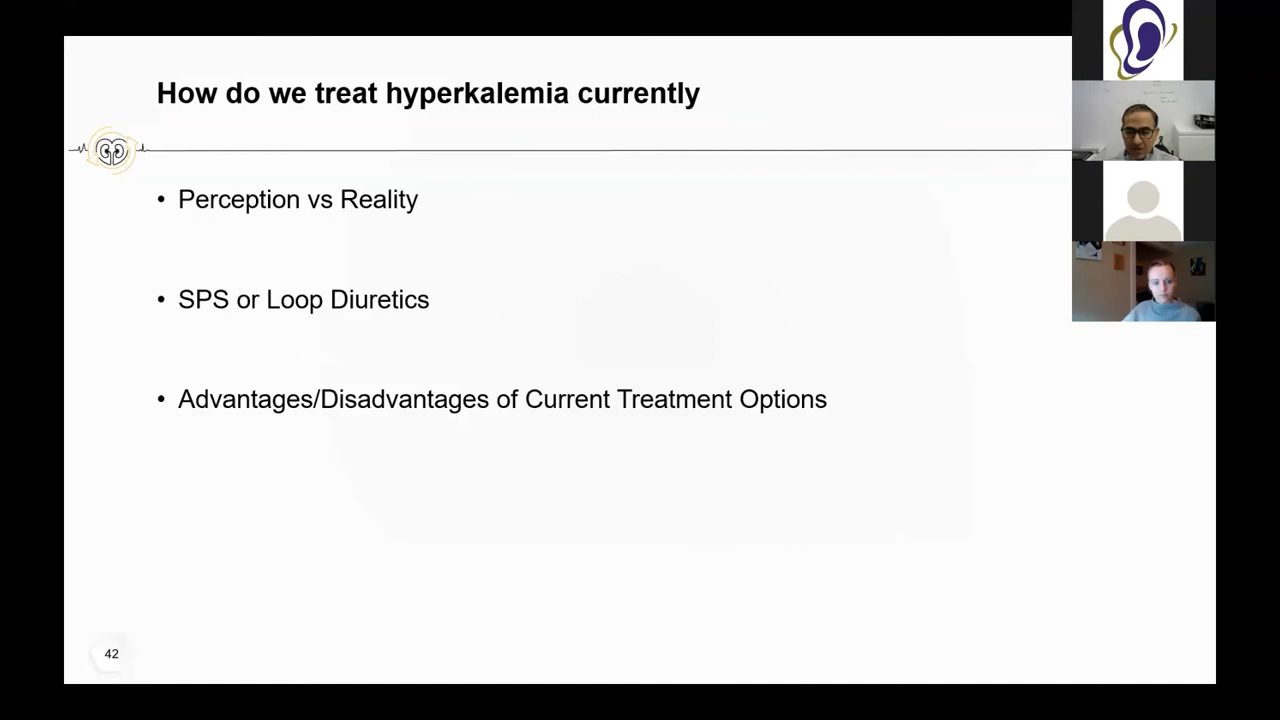 How do we treat hyperkalemia currently
• Perception vs Reality
• SPS or Loop Diuretics
• Advantages/Disadvantages of Current Treatment Options
42